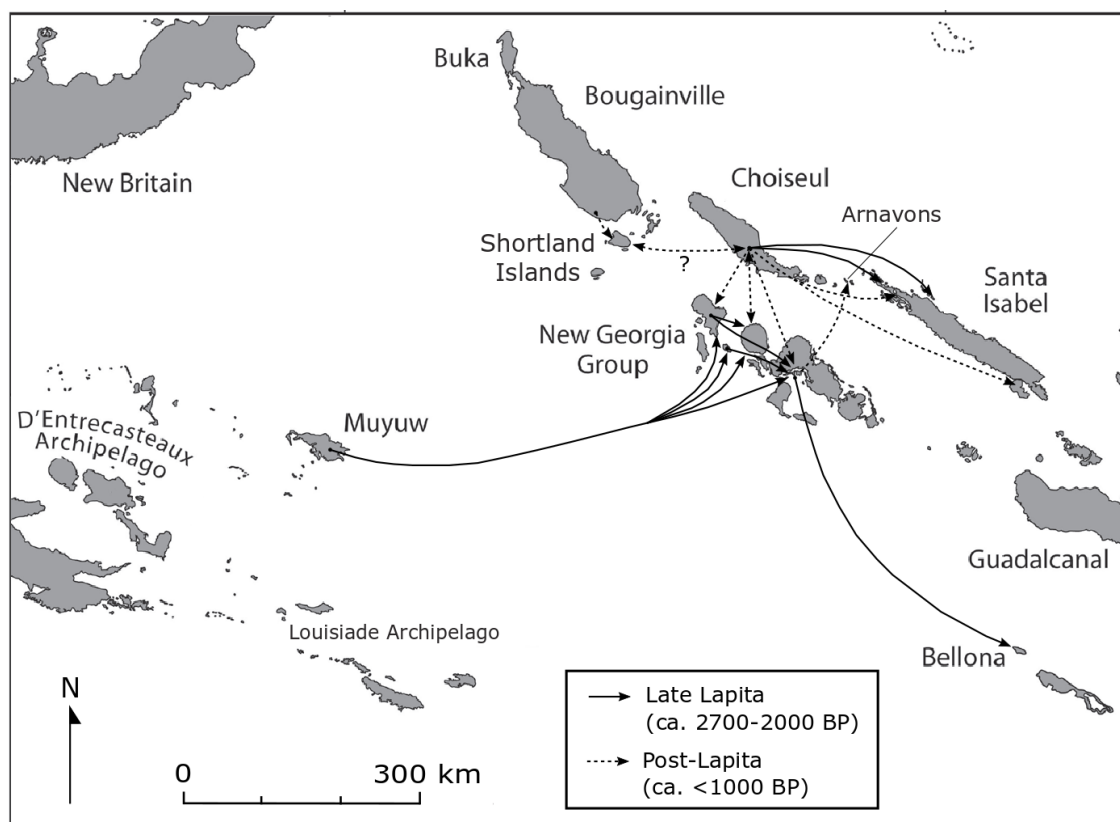 Buka
Bougainville
New Britain
Choiseul
Arnavons
Shortland
Islands
?
Santa
Isabel
New Georgia
Group
D'Entrecasteaux
Archipelago
Muyuw
Guadalcanal
Louisiade Archipelago
Bellona
N
0 300 km
Late Lapita
(ca. 2700-2000 BP)
Post-Lapita
(ca. <1000 BP)